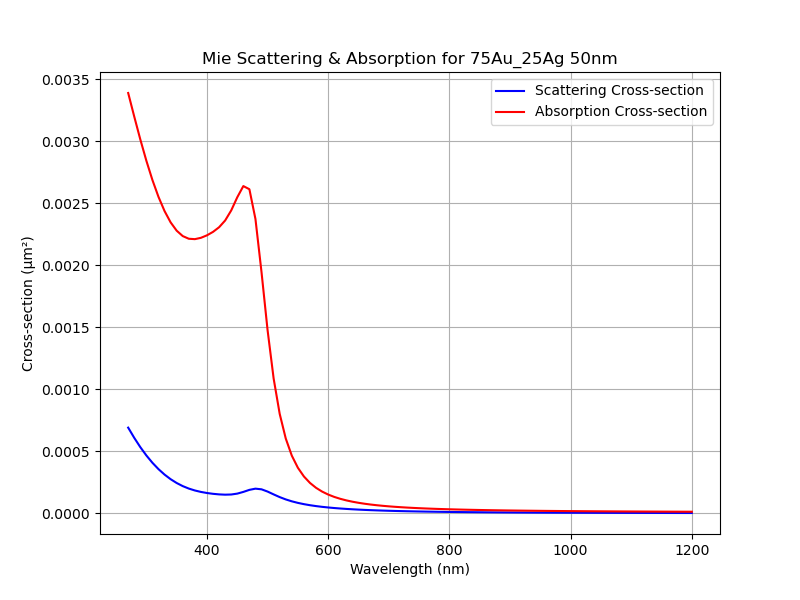 Mie Scattering & Absorption for 75Au_25Ag 50nm
Scattering Cross-section
Absorption Cross-section
Cross-section (μm²)
0.0035
0.0030
0.0025
0.0020
0.0015
0.0010
0.0005
0.0000
400 600 800 1000 1200
Wavelength (nm)